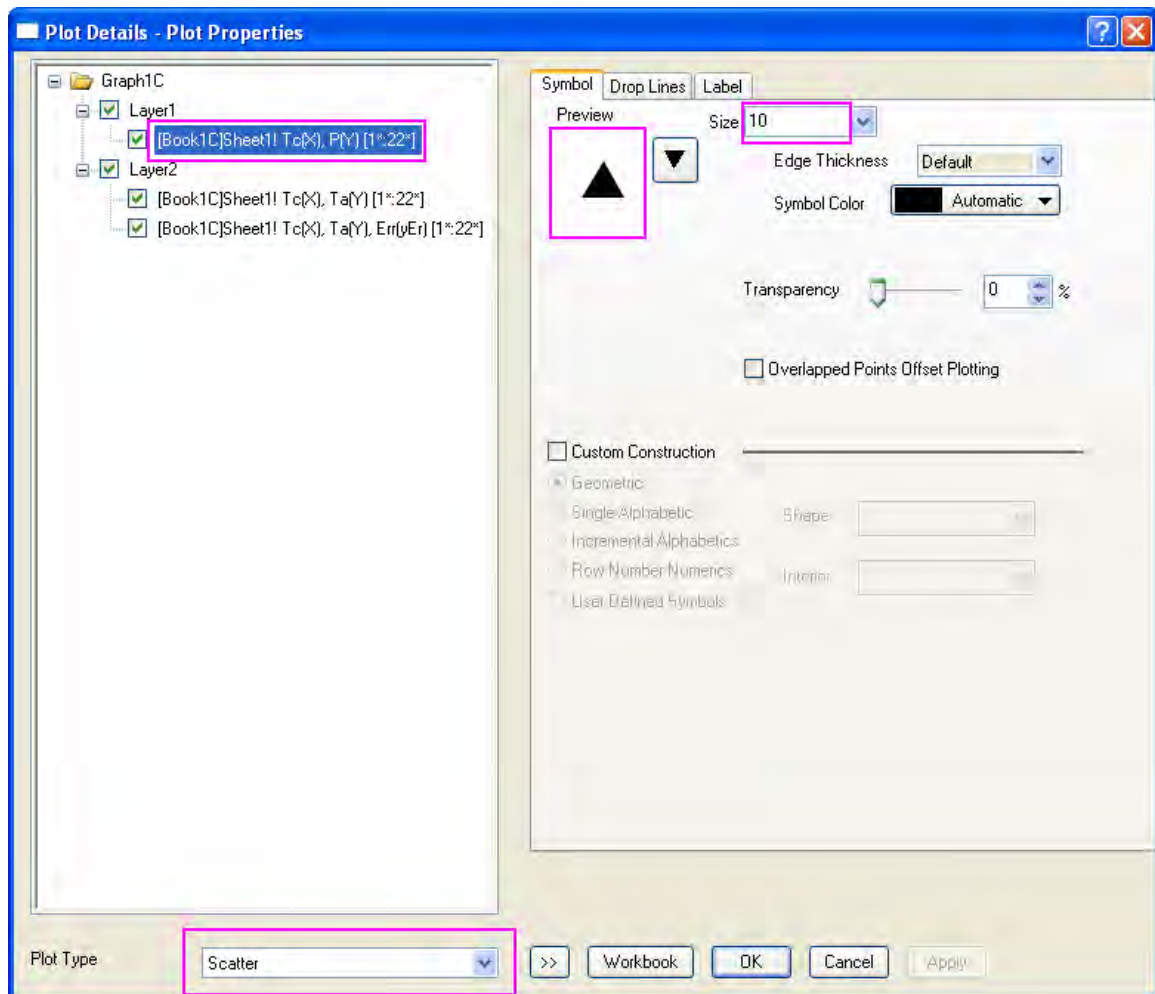 Plot Details - Plot Properties
Graph1C
Layer1
[Book1C]Sheet1! Tc(X), P(Y) [1*:22*]
Layer2
[Book1C]Sheet1! Tc(X), Ta(Y) [1*:22*]
[Book1C]Sheet1! Tc(X), Ta(Y), Err(yEr) [1*:22*]
Symbol Drop Lines Label
Preview
Size 10
Edge Thickness Default
Symbol Color Automatic
Transparency 0 %
Overlapped Points Offset Plotting
Custom Construction
Geometric
Single Alphabetic
Shape
Incremental Alphabetics
Row Number Numerics
Interior
User Defined Symbols
Plot Type Scatter >> Workbook OK Cancel Apply